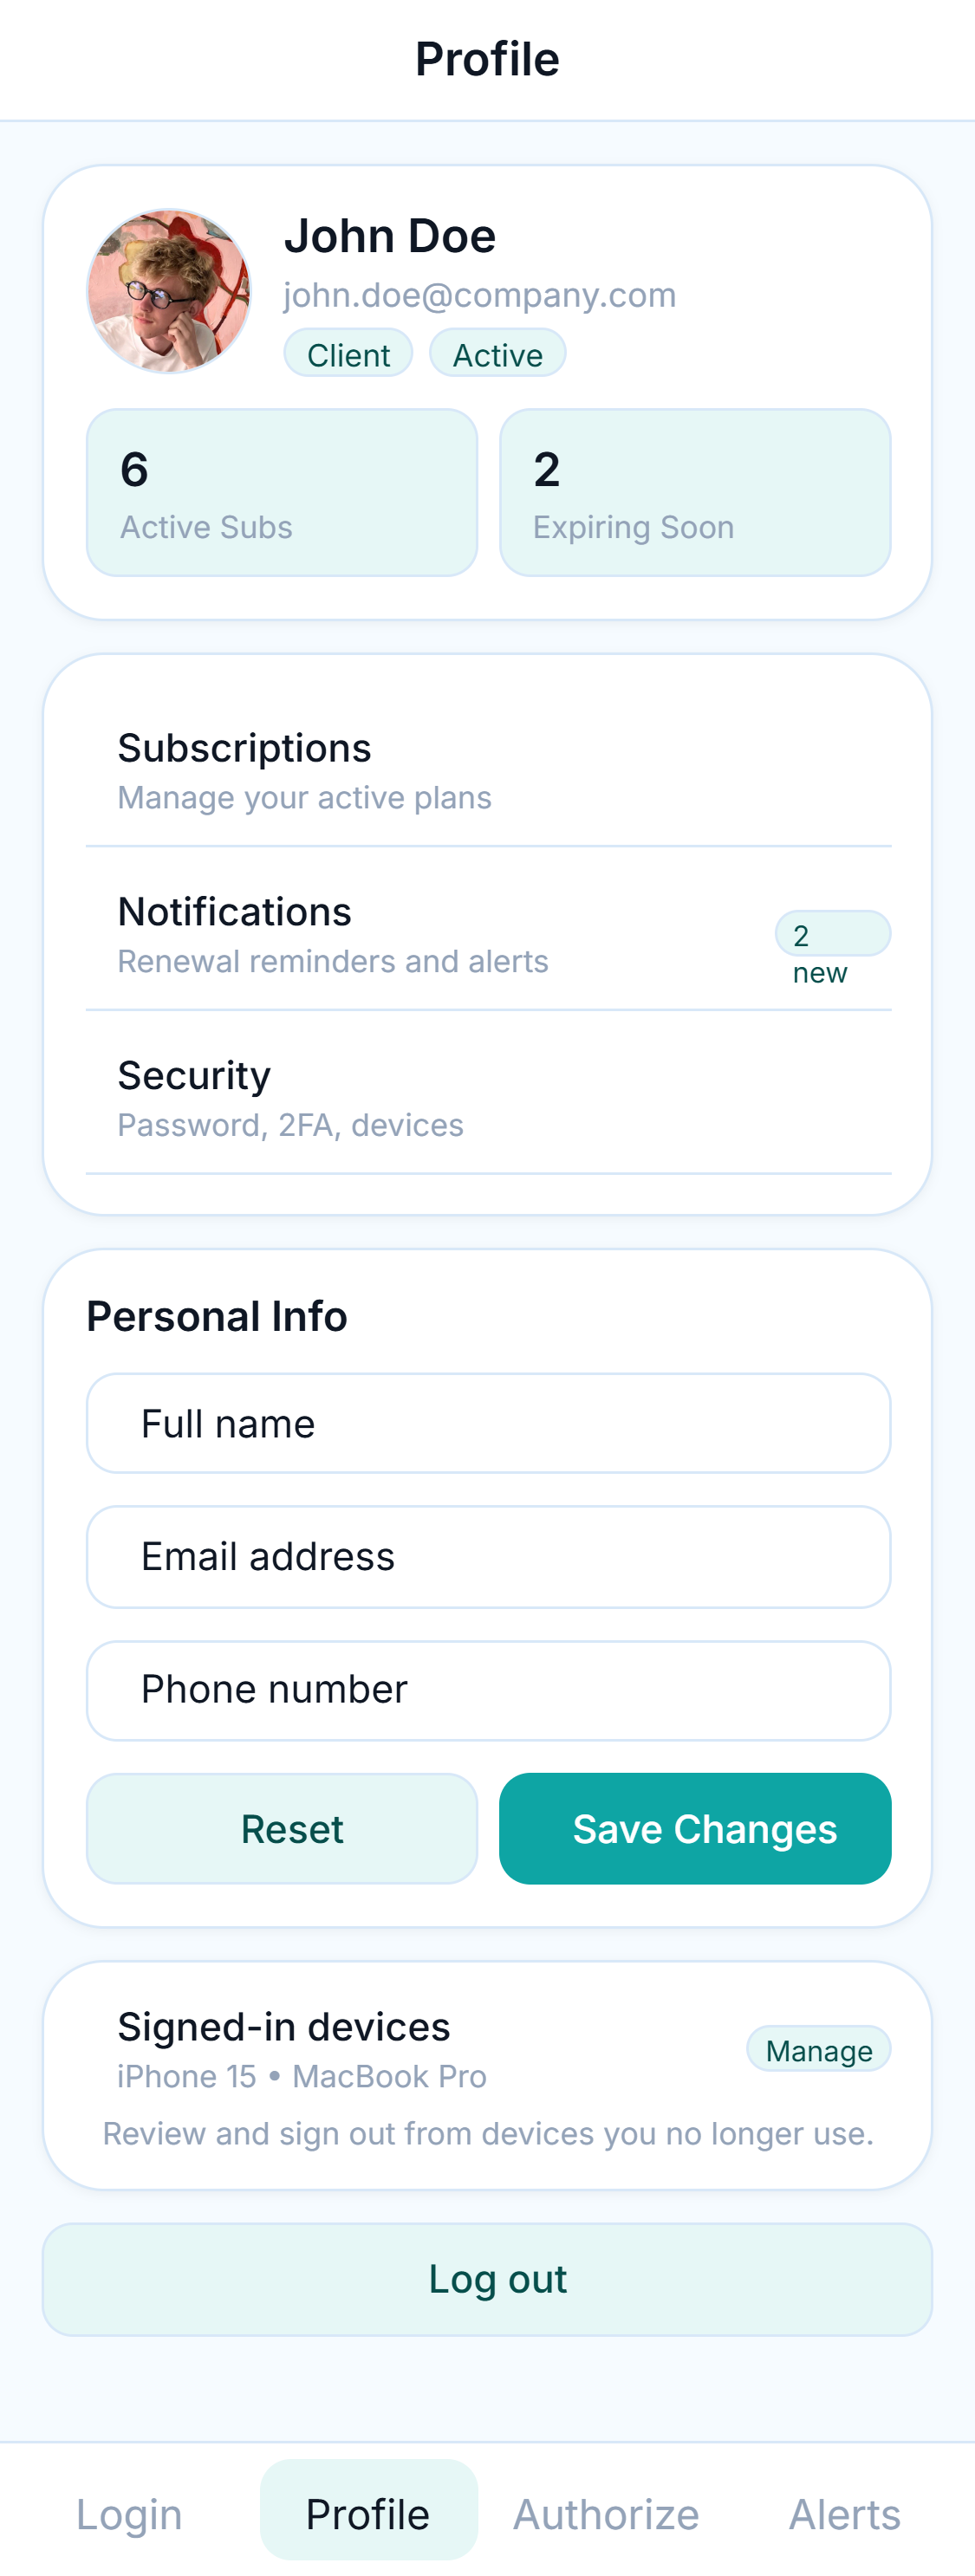 Profile
John Doe
john.doe@company.com
Client
Active
6
Active Subs
2
Expiring Soon
Subscriptions
Manage your active plans
Notifications
Renewal reminders and alerts
2
new
Security
Password, 2FA, devices
Personal Info
Full name
Email address
Phone number
Reset
Save Changes
Signed-in devices
iPhone 15 • MacBook Pro
Manage
Review and sign out from devices you no longer use.
Log out
Login
Profile
Authorize
Alerts